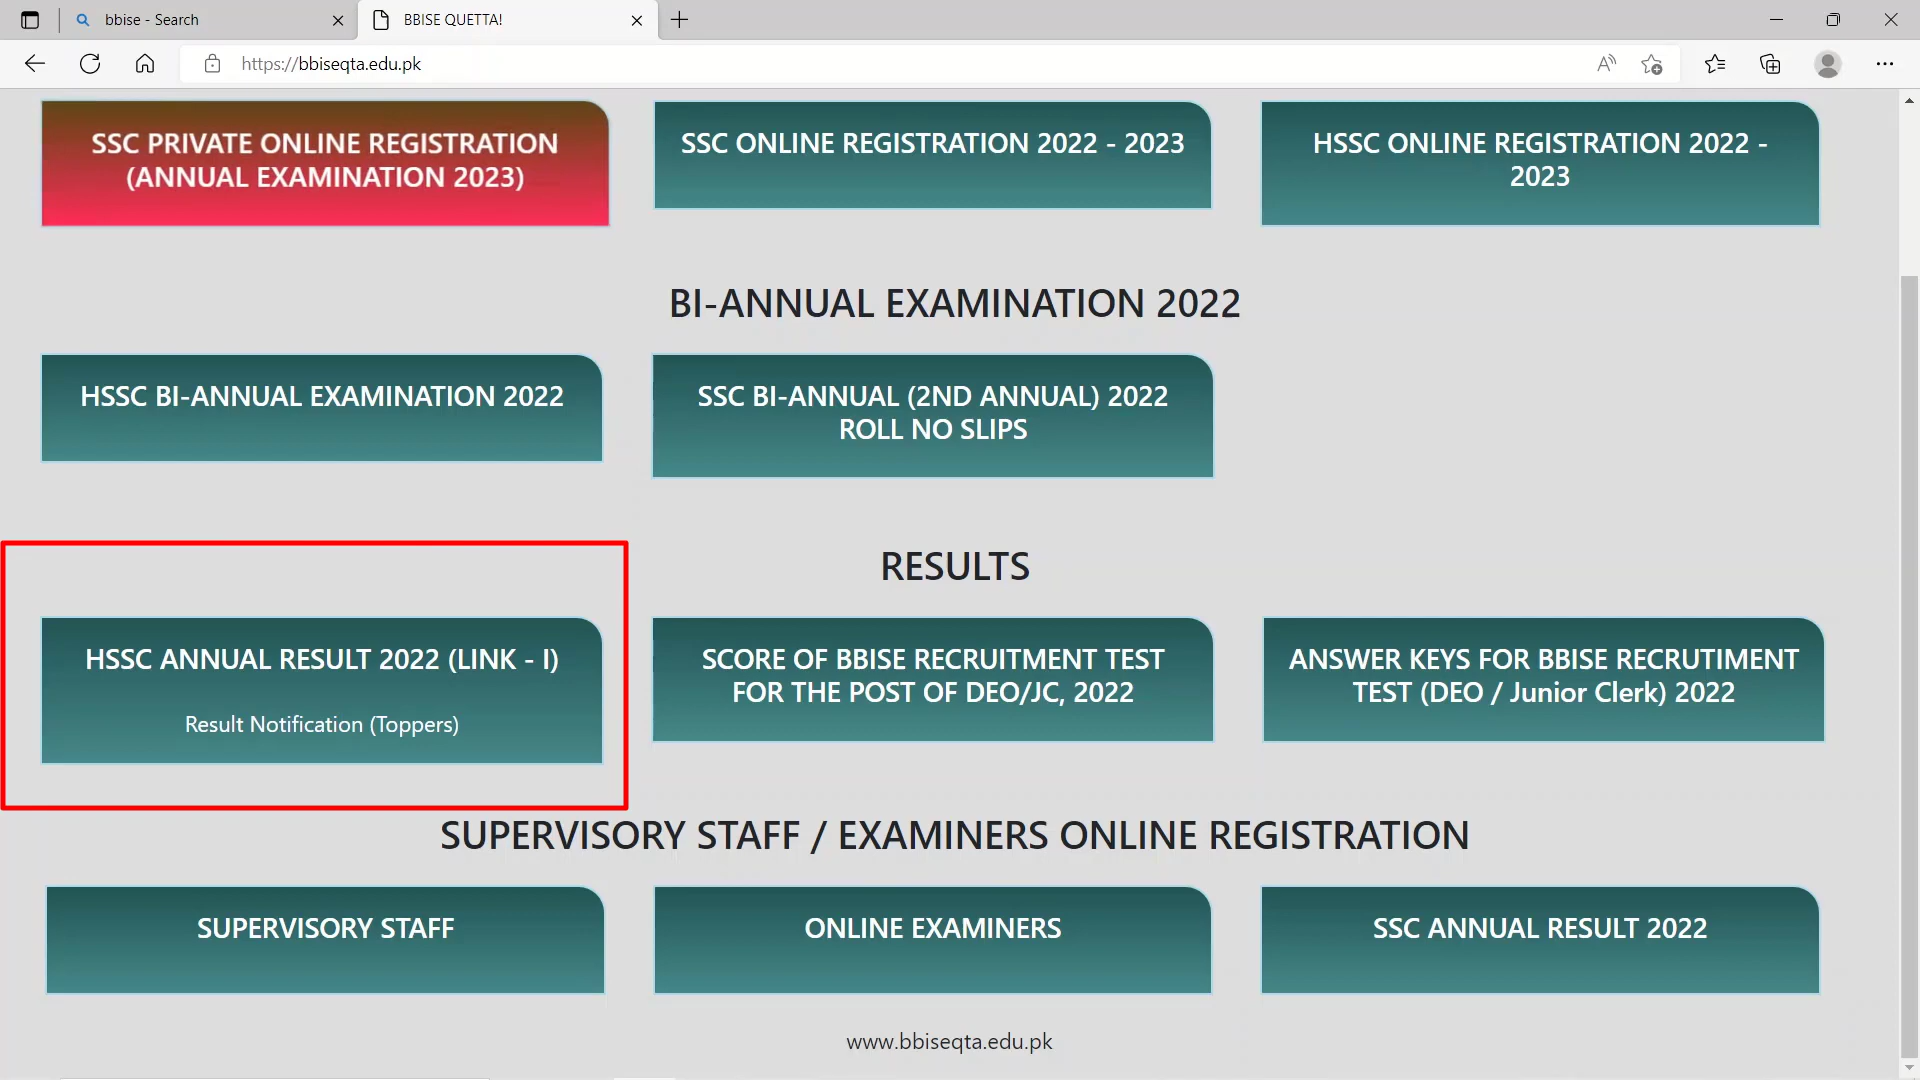 bbise - Search
BBISE QUETTA!
https://bbiseqta.edu.pk
SSC PRIVATE ONLINE REGISTRATION
(ANNUAL EXAMINATION 2023)
SSC ONLINE REGISTRATION 2022 - 2023
HSSC ONLINE REGISTRATION 2022 -
2023
BI-ANNUAL EXAMINATION 2022
HSSC BI-ANNUAL EXAMINATION 2022
SSC BI-ANNUAL (2ND ANNUAL) 2022
ROLL NO SLIPS
RESULTS
HSSC ANNUAL RESULT 2022 (LINK - I)
Result Notification (Toppers)
SCORE OF BBISE RECRUITMENT TEST
FOR THE POST OF DEO/JC, 2022
ANSWER KEYS FOR BBISE RECRUTIMENT
TEST (DEO / Junior Clerk) 2022
SUPERVISORY STAFF / EXAMINERS ONLINE REGISTRATION
SUPERVISORY STAFF
ONLINE EXAMINERS
SSC ANNUAL RESULT 2022
www.bbiseqta.edu.pk